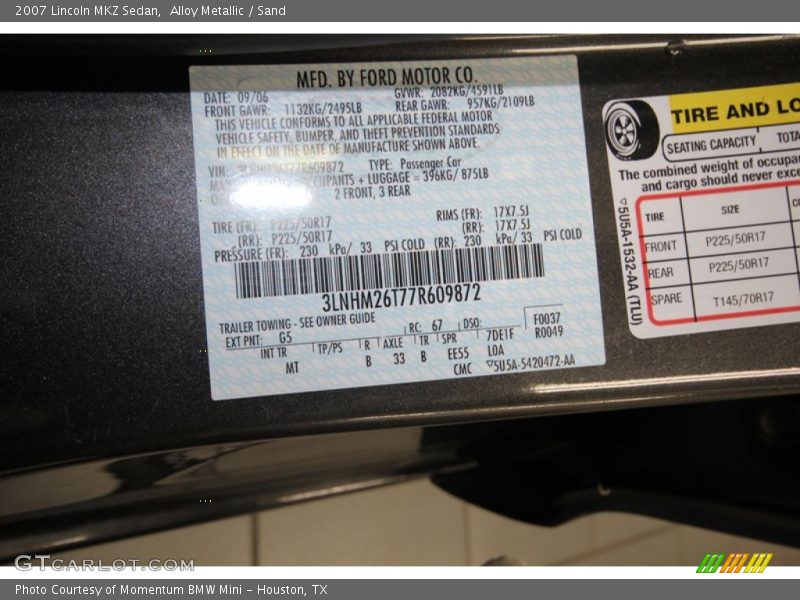 2007 Lincoln MKZ Sedan,  Alloy Metallic / Sand
MFD. BY FORD MOTOR CO.
DATE: 09/06 GVWR: 2082KG/4591LB
FRONT GAWR: 1132KG/2495LB REAR GAWR: 957KG/2109LB
THIS VEHICLE CONFORMS TO ALL APPLICABLE FEDERAL MOTOR
VEHICLE SAFETY, BUMPER, AND THEFT PREVENTION STANDARDS
IN EFFECT ON THE DATE OF MANUFACTURE SHOWN ABOVE.
VIN: 3LNHM26T77R609872 TYPE: Passenger Car
OCCUPANTS + LUGGAGE = 396KG/ 875LB
2 FRONT, 3 REAR
TIRE (FR): P225/50R17 RIMS (FR): 17X7.5J
(RR): P225/50R17 (RR): 17X7.5J
PRESSURE (FR): 230 kPa/ 33 PSI COLD (RR): 230 kPa/ 33 PSI COLD
3LNHM26T77R609872
TRAILER TOWING - SEE OWNER GUIDE
EXT PNT: G5 RC: 67 DSO: F0037
INT TR TP/PS R AXLE TR SPR 7DE1F R0049
MT B 33 B EE55 LOA
CMC 5U5A-5420472-AA
TIRE AND LO
SEATING CAPACITY TOTA
The combined weight of occupa
and cargo should never exce
TIRE SIZE CO
FRONT P225/50R17
REAR P225/50R17
SPARE T145/70R17
5U5A-1532-AA (TLU)
GTCARLOT.COM
Photo Courtesy of Momentum BMW Mini - Houston, TX